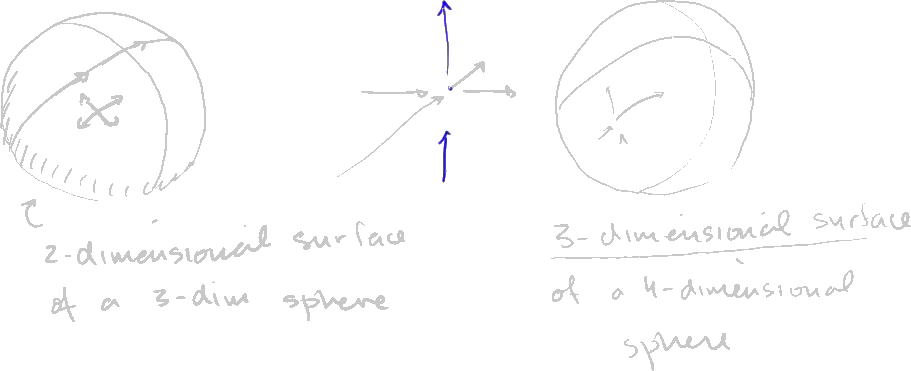 2-dimensional surface
of a 3-dim sphere
3-dimensional surface
of a 4-dimensional
sphere